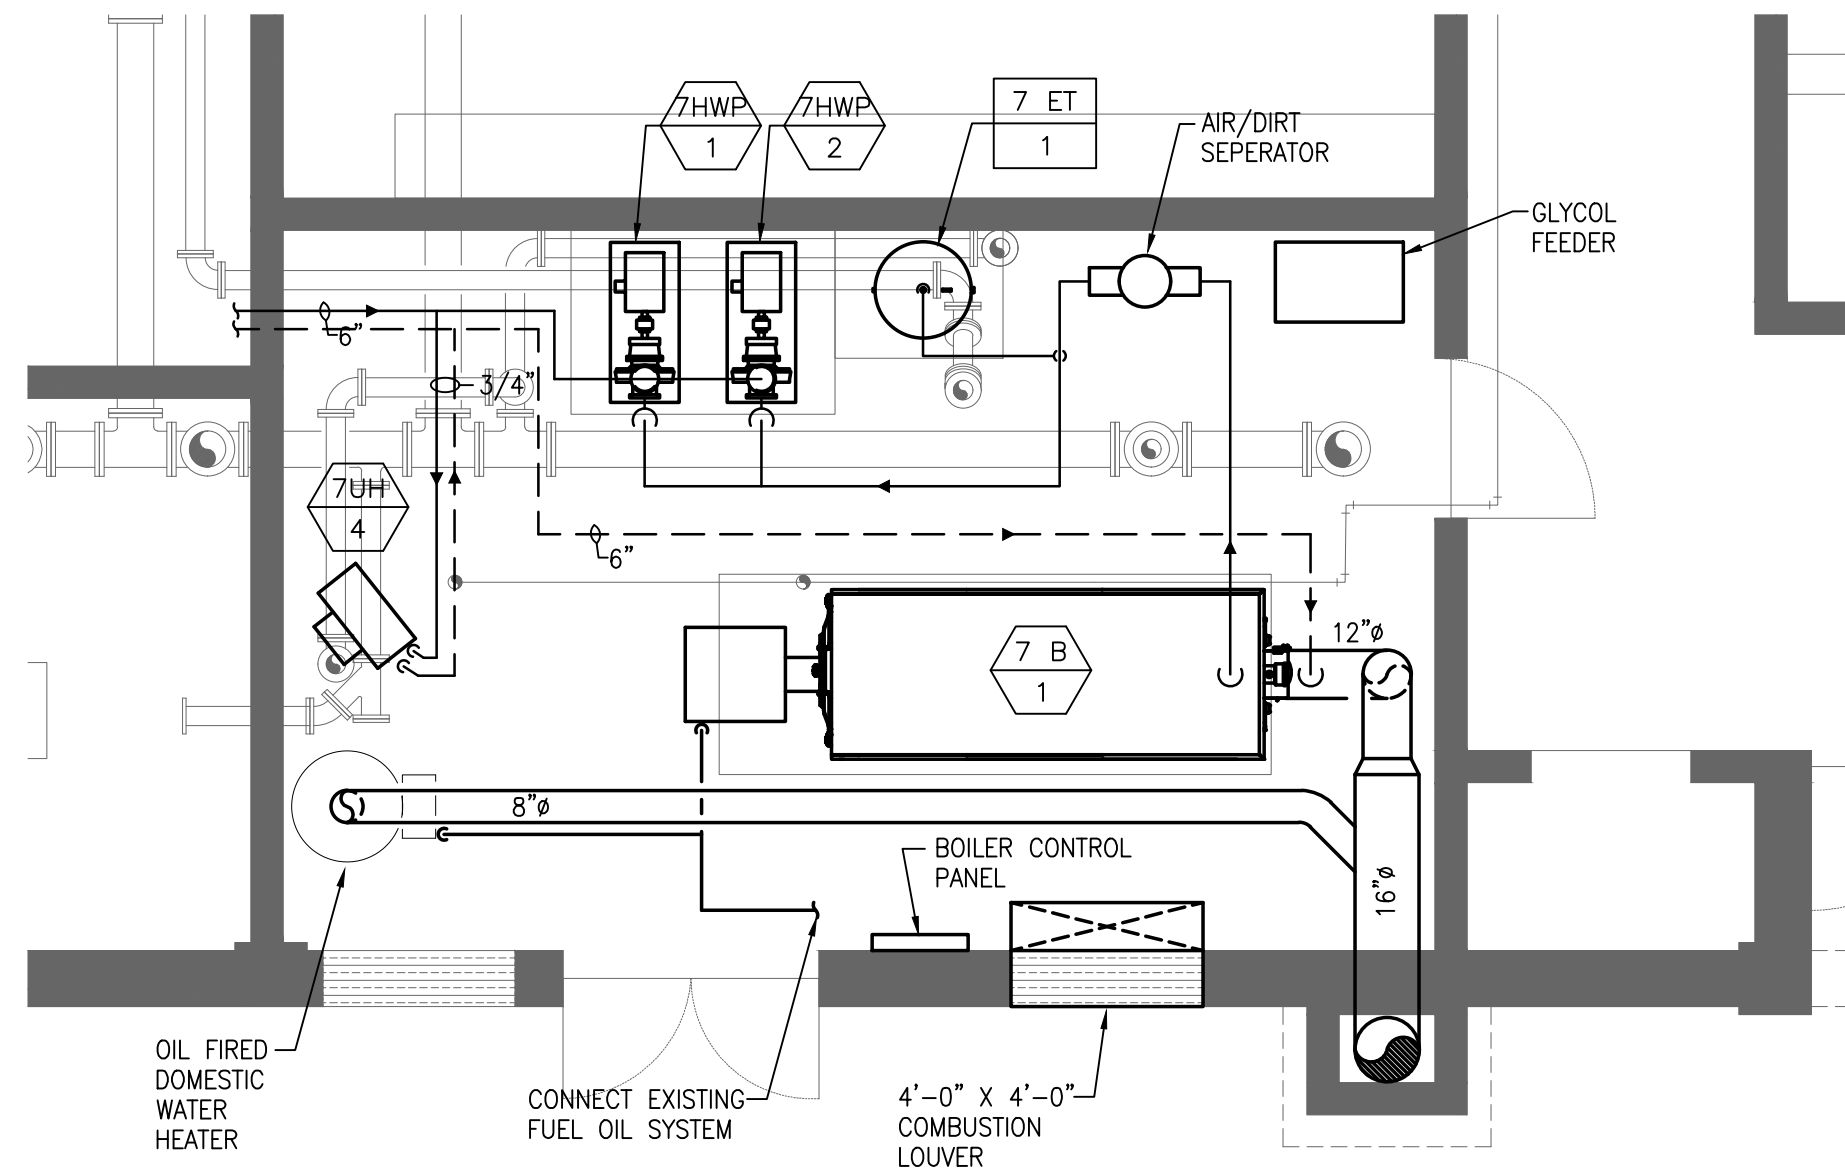 7HWP
1
7HWP
2
7 ET
1
AIR/DIRT
SEPERATOR
GLYCOL
FEEDER
6"
3/4"
7UH
4
6"
12"ø
7 B
1
8"ø
BOILER CONTROL
PANEL
16"ø
OIL FIRED
DOMESTIC
WATER
HEATER
CONNECT EXISTING
FUEL OIL SYSTEM
4'-0" X 4'-0"
COMBUSTION
LOUVER